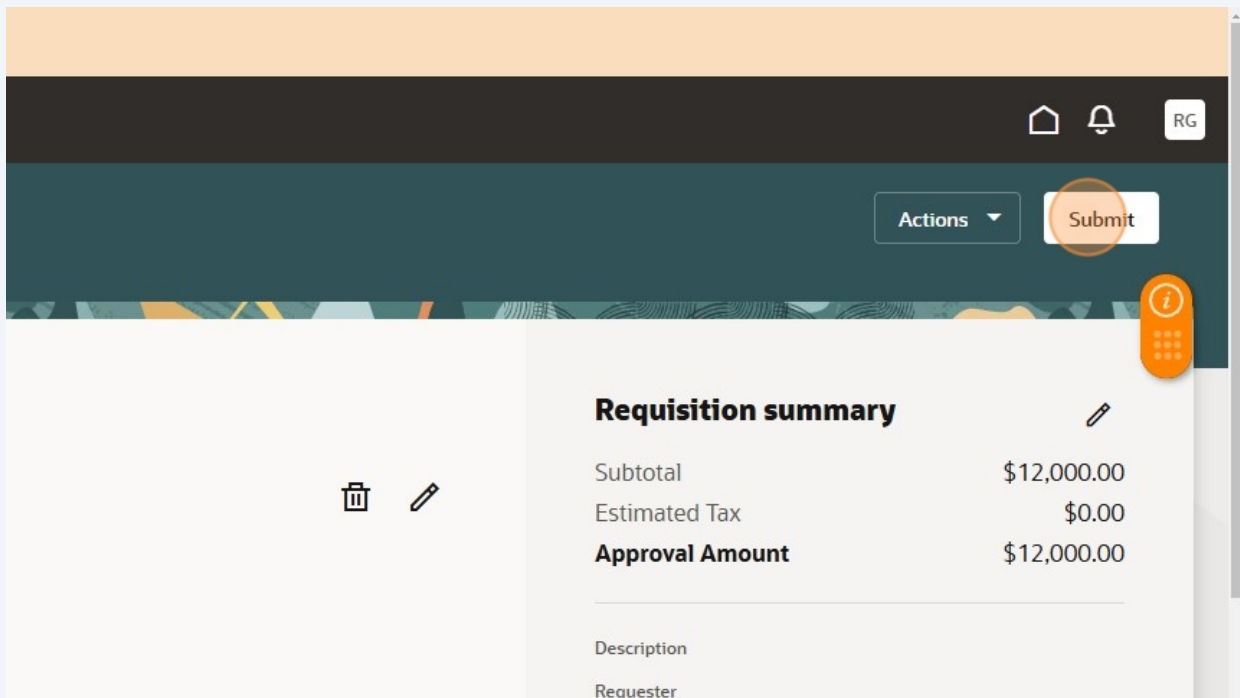 RG
Actions Submit
i
Requisition summary
Subtotal $12,000.00
Estimated Tax $0.00
Approval Amount $12,000.00
Description
Requester